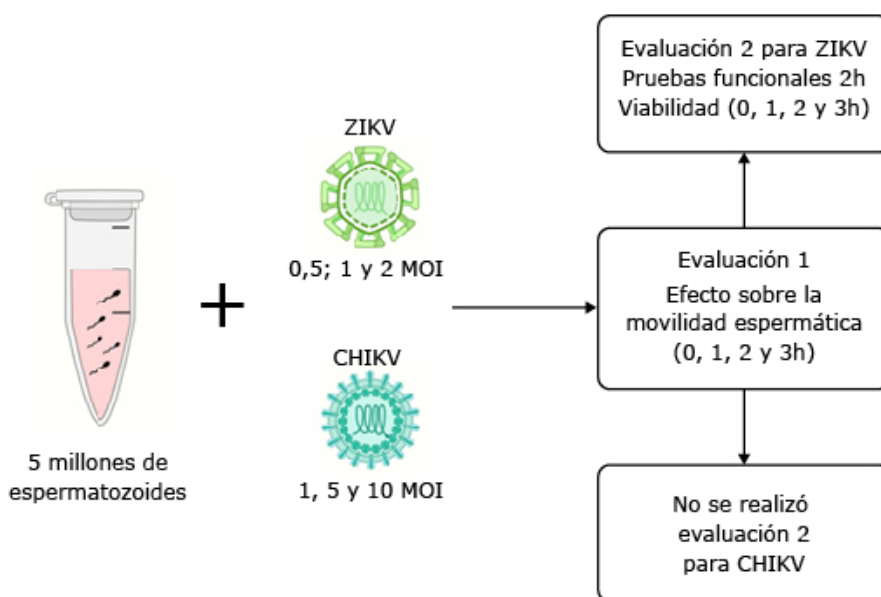 5 millones de
espermatozoides
ZIKV
0,5; 1 y 2 MOI
CHIKV
1, 5 y 10 MOI
Evaluación 1
Efecto sobre la
movilidad espermática
(0, 1, 2 y 3h)
Evaluación 2 para ZIKV
Pruebas funcionales 2h
Viabilidad (0, 1, 2 y 3h)
No se realizó
evaluación 2
para CHIKV